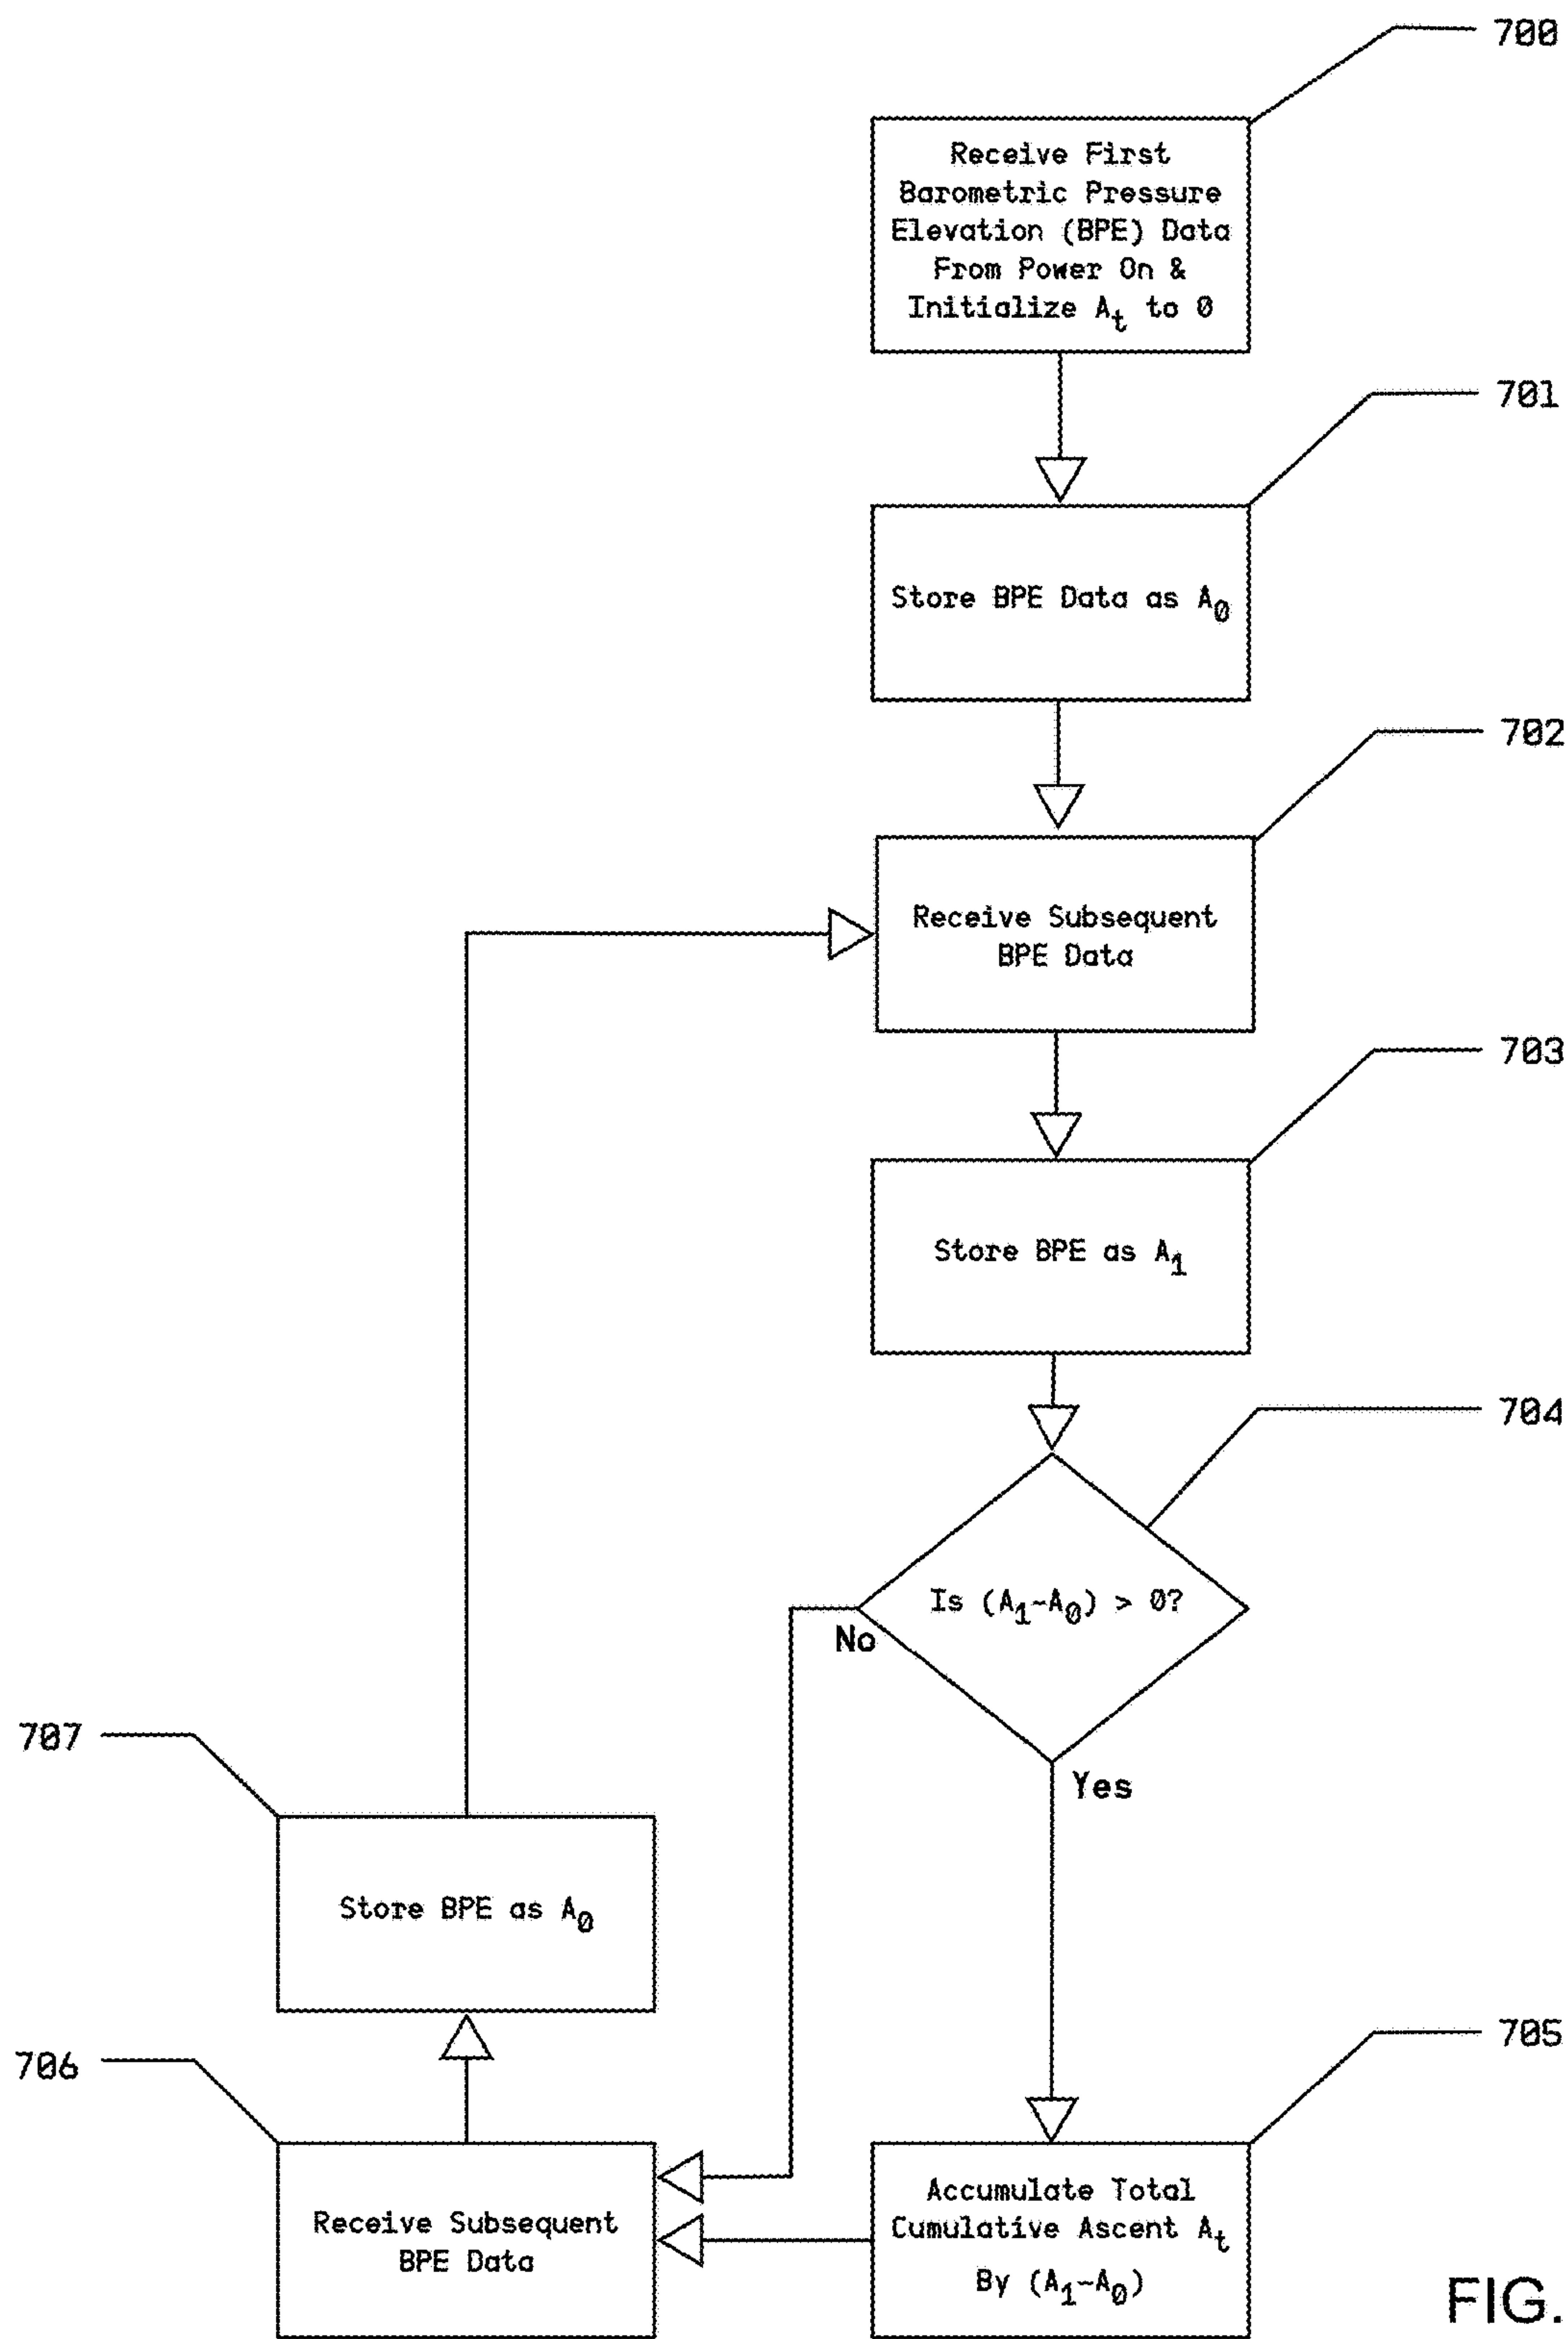 700
Receive First
Barometric Pressure
Elevation (BPE) Data
From Power On &
Initialize Aₜ to 0
701
Store BPE Data as A₀
702
Receive Subsequent
BPE Data
703
Store BPE as A₁
704
Is (A₁-A₀) > 0?
No
Yes
707
Store BPE as A₀
706
Receive Subsequent
BPE Data
705
Accumulate Total
Cumulative Ascent Aₜ
By (A₁-A₀)
FIG.